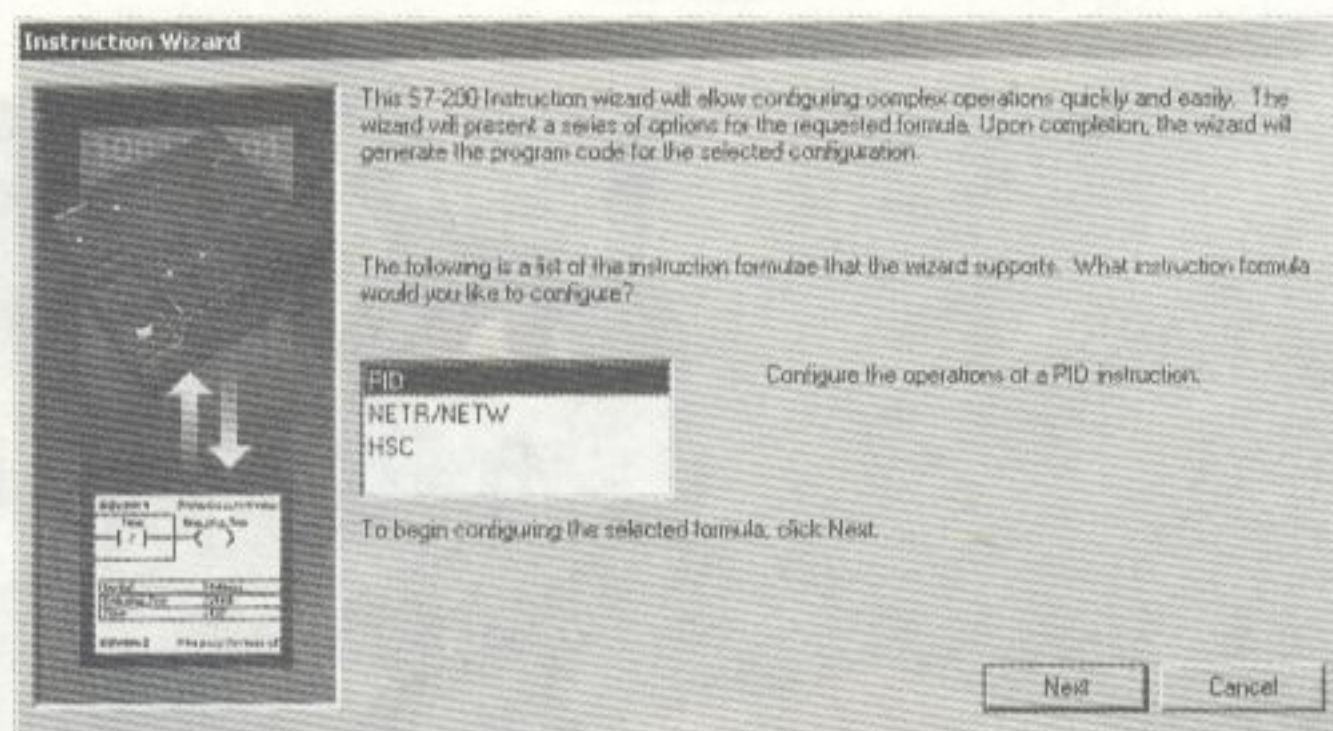 Instruction Wizard
This S7-200 Instruction wizard will allow configuring complex operations quickly and easily. The
wizard will present a series of options for the requested formula. Upon completion, the wizard will
generate the program code for the selected configuration.
The following is a list of the instruction formulae that the wizard supports. What instruction formula
would you like to configure?
PID
NETR/NETW
HSC
Configure the operations of a PID instruction.
To begin configuring the selected formula, click Next.
Next
Cancel